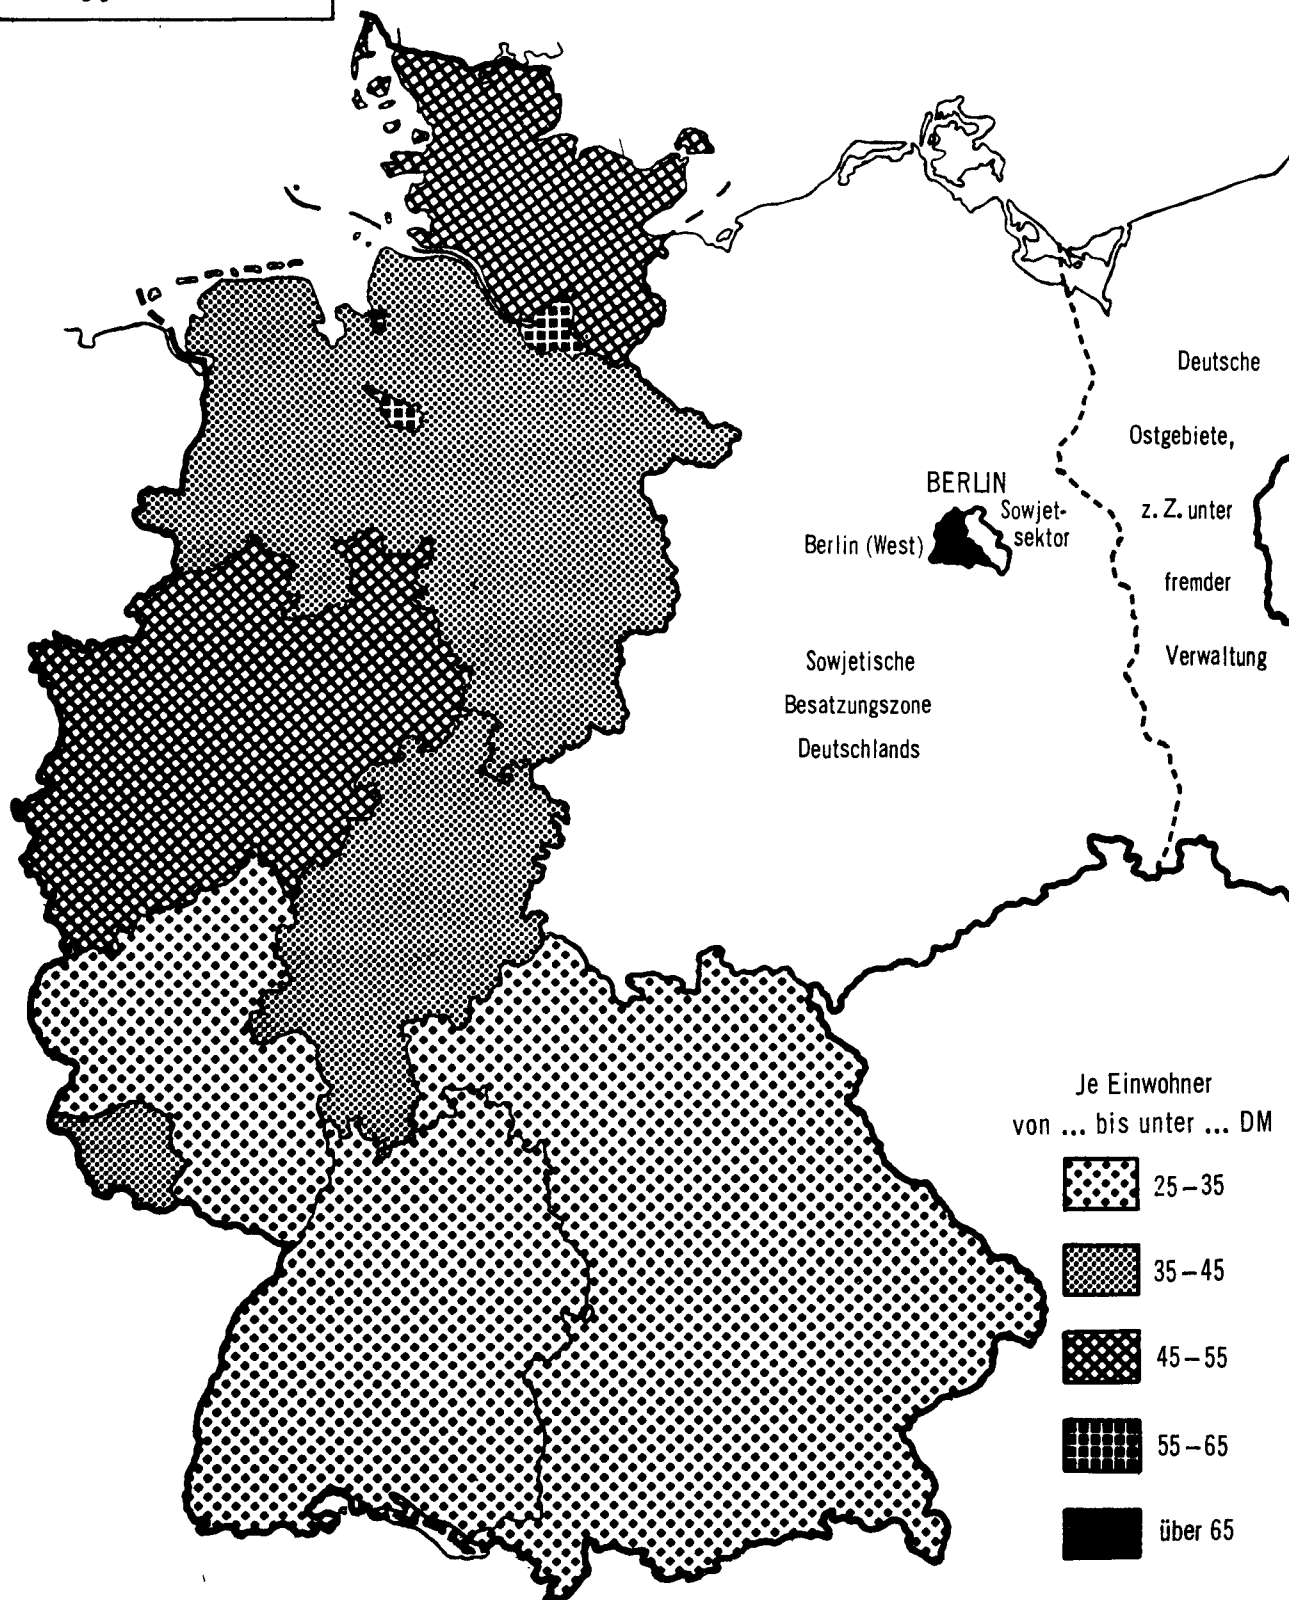 Deutsche
Ostgebiete,
z. Z. unter
fremder
Verwaltung
BERLIN
Sowjet-
sektor
Berlin (West)
Sowjetische
Besatzungszone
Deutschlands
Je Einwohner
von ... bis unter ... DM
25–35
35–45
45–55
55–65
über 65